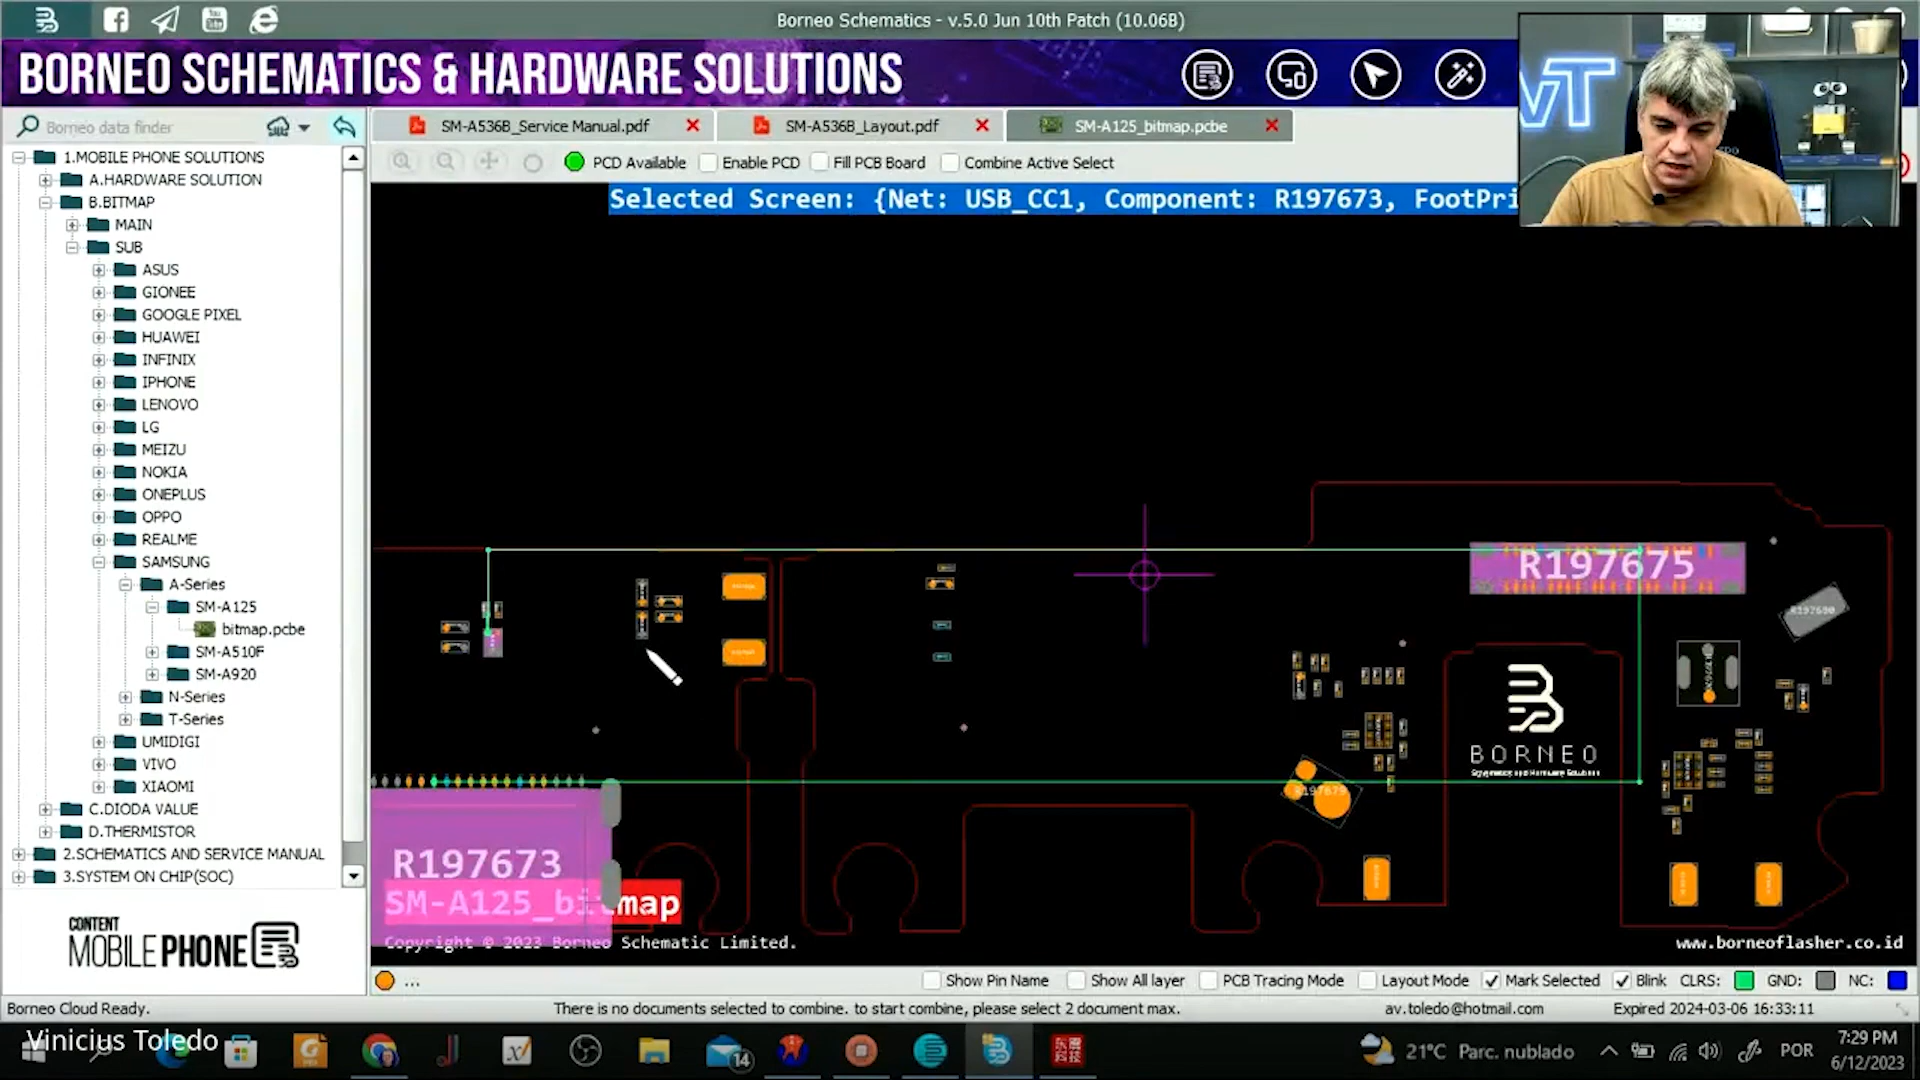 Borneo Schematics - v.5.0 Jun 10th Patch (10.06B)
BORNEO SCHEMATICS & HARDWARE SOLUTIONS
Borneo data finder
SM-A536B_Service Manual.pdf
SM-A536B_Layout.pdf
SM-A125_bitmap.pcbe
PCD Available
Enable PCD
Fill PCB Board
Combine Active Select
Selected Screen: {Net: USB_CC1, Component: R197673, FootPri
1.MOBILE PHONE SOLUTIONS
A.HARDWARE SOLUTION
B.BITMAP
MAIN
SUB
ASUS
GIONEE
GOOGLE PIXEL
HUAWEI
INFINIX
IPHONE
LENOVO
LG
MEIZU
NOKIA
ONEPLUS
OPPO
REALME
SAMSUNG
A-Series
SM-A125
bitmap.pcbe
SM-A510F
SM-A920
N-Series
T-Series
UMIDIGI
VIVO
XIAOMI
C.DIODA VALUE
D.THERMISTOR
2.SCHEMATICS AND SERVICE MANUAL
3.SYSTEM ON CHIP(SOC)
CONTENT
MOBILE PHONE
R197675
R197690
BORNEO
R197673
SM-A125_bitmap
Copyright © 2023 Borneo Schematic Limited.
www.borneoflasher.co.id
...
Show Pin Name
Show All layer
PCB Tracing Mode
Layout Mode
Mark Selected
Blink
CLRS:
GND:
NC:
Borneo Cloud Ready.
There is no documents selected to combine. to start combine, please select 2 document max.
av.toledo@hotmail.com
Expired 2024-03-06 16:33:11
Vinicius Toledo
14
21°C Parc. nublado
POR
7:29 PM
6/12/2023